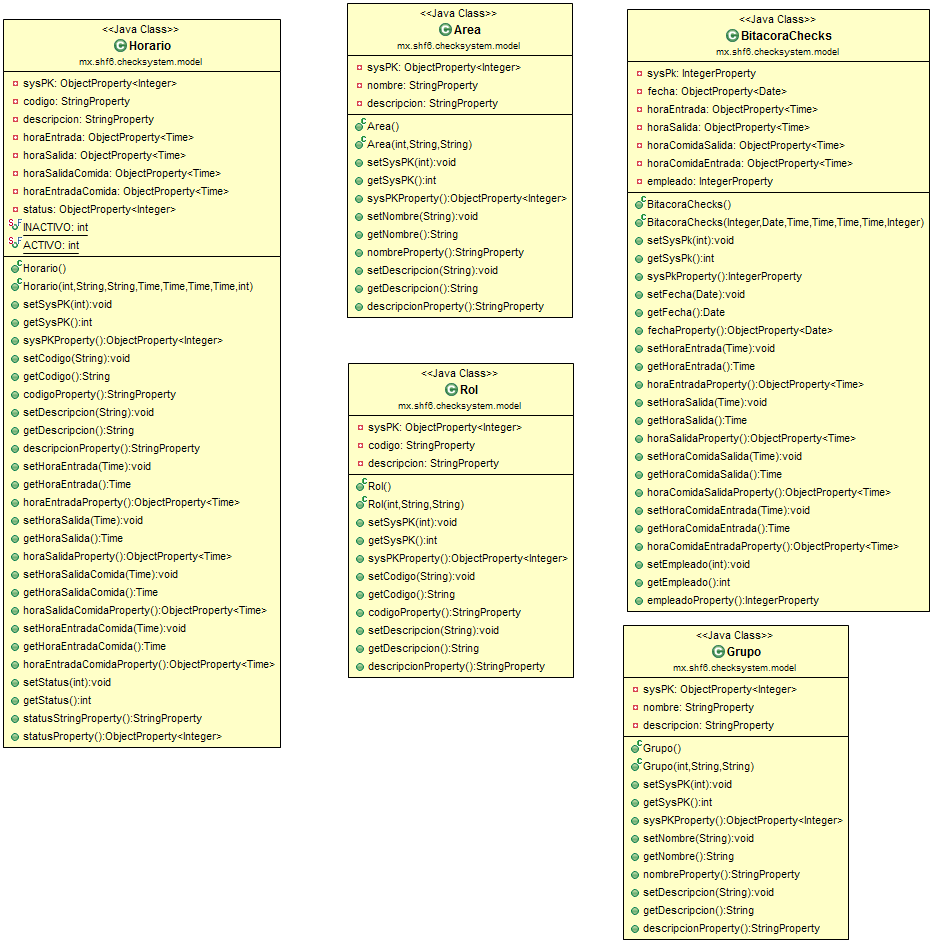 <<Java Class>>
Horario
mx.shf6.checksystem.model
sysPK: ObjectProperty<Integer>
codigo: StringProperty
descripcion: StringProperty
horaEntrada: ObjectProperty<Time>
horaSalida: ObjectProperty<Time>
horaSalidaComida: ObjectProperty<Time>
horaEntradaComida: ObjectProperty<Time>
status: ObjectProperty<Integer>
INACTIVO: int
ACTIVO: int
Horario()
Horario(int,String,String,Time,Time,Time,Time,int)
setSysPK(int):void
getSysPK():int
sysPKProperty():ObjectProperty<Integer>
setCodigo(String):void
getCodigo():String
codigoProperty():StringProperty
setDescripcion(String):void
getDescripcion():String
descripcionProperty():StringProperty
setHoraEntrada(Time):void
getHoraEntrada():Time
horaEntradaProperty():ObjectProperty<Time>
setHoraSalida(Time):void
getHoraSalida():Time
horaSalidaProperty():ObjectProperty<Time>
setHoraSalidaComida(Time):void
getHoraSalidaComida():Time
horaSalidaComidaProperty():ObjectProperty<Time>
setHoraEntradaComida(Time):void
getHoraEntradaComida():Time
horaEntradaComidaProperty():ObjectProperty<Time>
setStatus(int):void
getStatus():int
statusStringProperty():StringProperty
statusProperty():ObjectProperty<Integer>
<<Java Class>>
Area
mx.shf6.checksystem.model
sysPK: ObjectProperty<Integer>
nombre: StringProperty
descripcion: StringProperty
Area()
Area(int,String,String)
setSysPK(int):void
getSysPK():int
sysPKProperty():ObjectProperty<Integer>
setNombre(String):void
getNombre():String
nombreProperty():StringProperty
setDescripcion(String):void
getDescripcion():String
descripcionProperty():StringProperty
<<Java Class>>
Rol
mx.shf6.checksystem.model
sysPK: ObjectProperty<Integer>
codigo: StringProperty
descripcion: StringProperty
Rol()
Rol(int,String,String)
setSysPK(int):void
getSysPK():int
sysPKProperty():ObjectProperty<Integer>
setCodigo(String):void
getCodigo():String
codigoProperty():StringProperty
setDescripcion(String):void
getDescripcion():String
descripcionProperty():StringProperty
<<Java Class>>
BitacoraChecks
mx.shf6.checksystem.model
sysPk: IntegerProperty
fecha: ObjectProperty<Date>
horaEntrada: ObjectProperty<Time>
horaSalida: ObjectProperty<Time>
horaComidaSalida: ObjectProperty<Time>
horaComidaEntrada: ObjectProperty<Time>
empleado: IntegerProperty
BitacoraChecks()
BitacoraChecks(Integer,Date,Time,Time,Time,Time,Integer)
setSysPk(int):void
getSysPk():int
sysPkProperty():IntegerProperty
setFecha(Date):void
getFecha():Date
fechaProperty():ObjectProperty<Date>
setHoraEntrada(Time):void
getHoraEntrada():Time
horaEntradaProperty():ObjectProperty<Time>
setHoraSalida(Time):void
getHoraSalida():Time
horaSalidaProperty():ObjectProperty<Time>
setHoraComidaSalida(Time):void
getHoraComidaSalida():Time
horaComidaSalidaProperty():ObjectProperty<Time>
setHoraComidaEntrada(Time):void
getHoraComidaEntrada():Time
horaComidaEntradaProperty():ObjectProperty<Time>
setEmpleado(int):void
getEmpleado():int
empleadoProperty():IntegerProperty
<<Java Class>>
Grupo
mx.shf6.checksystem.model
sysPK: ObjectProperty<Integer>
nombre: StringProperty
descripcion: StringProperty
Grupo()
Grupo(int,String,String)
setSysPK(int):void
getSysPK():int
sysPKProperty():ObjectProperty<Integer>
setNombre(String):void
getNombre():String
nombreProperty():StringProperty
setDescripcion(String):void
getDescripcion():String
descripcionProperty():StringProperty